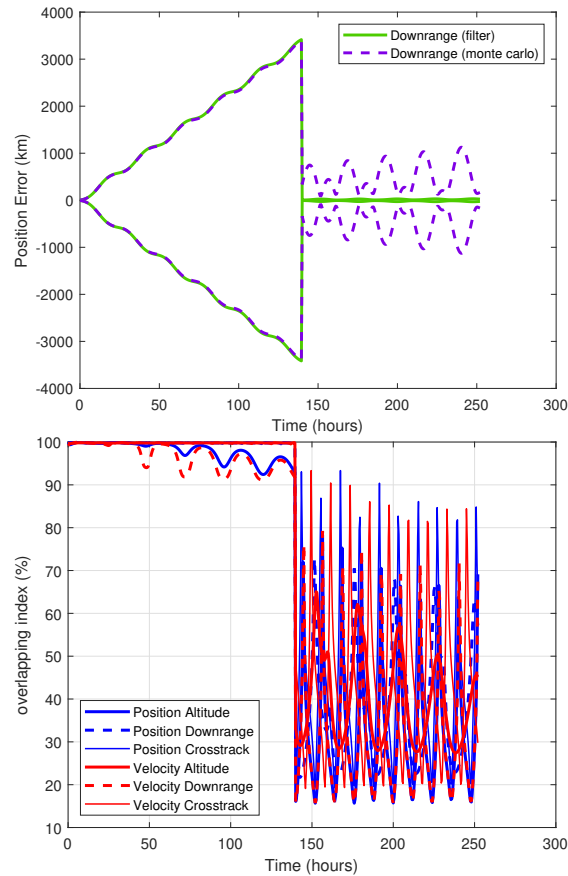 4000
3000
2000
1000
0
-1000
-2000
-3000
-4000
Position Error (km)
Downrange (filter)
Downrange (monte carlo)
0
50
100
150
200
250
300
Time (hours)
100
90
80
70
60
50
40
30
20
10
overlapping index (%)
Position Altitude
Position Downrange
Position Crosstrack
Velocity Altitude
Velocity Downrange
Velocity Crosstrack
0
50
100
150
200
250
300
Time (hours)